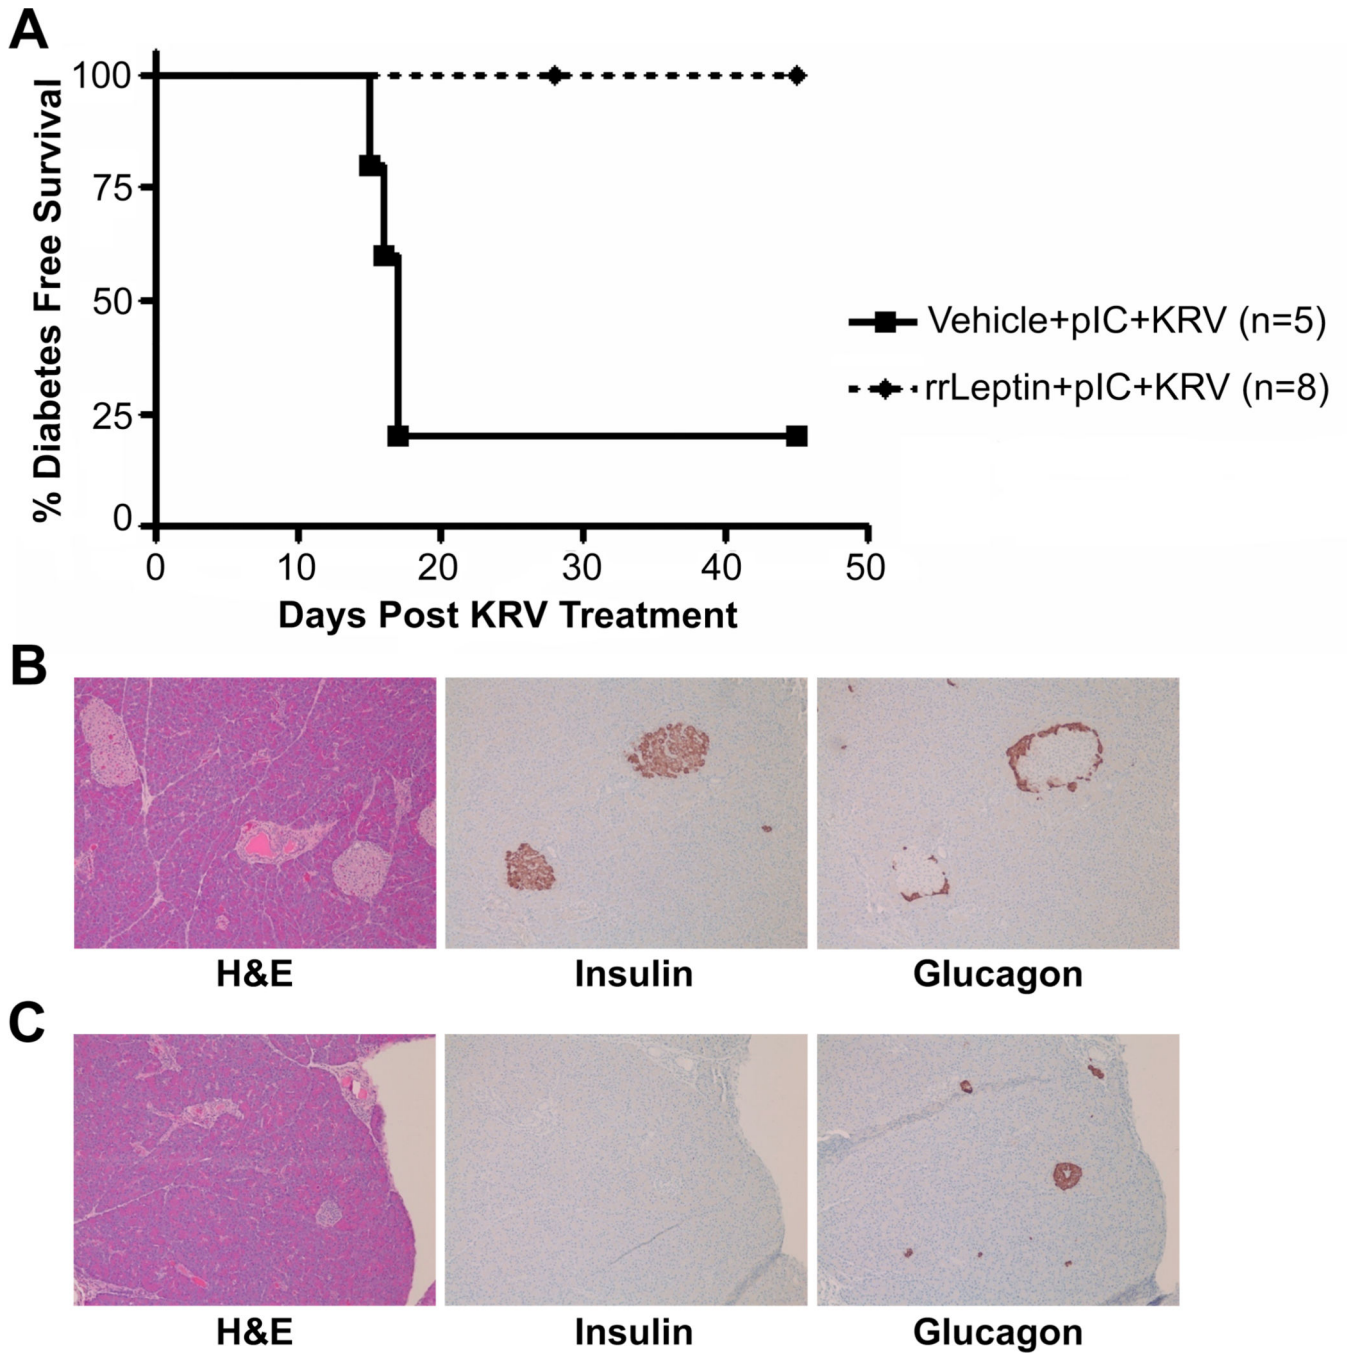 A
% Diabetes Free Survival
100
75
50
25
0
0 10 20 30 40 50
Days Post KRV Treatment
Vehicle+pIC+KRV (n=5)
rrLeptin+pIC+KRV (n=8)
B
H&E Insulin Glucagon
C
H&E Insulin Glucagon